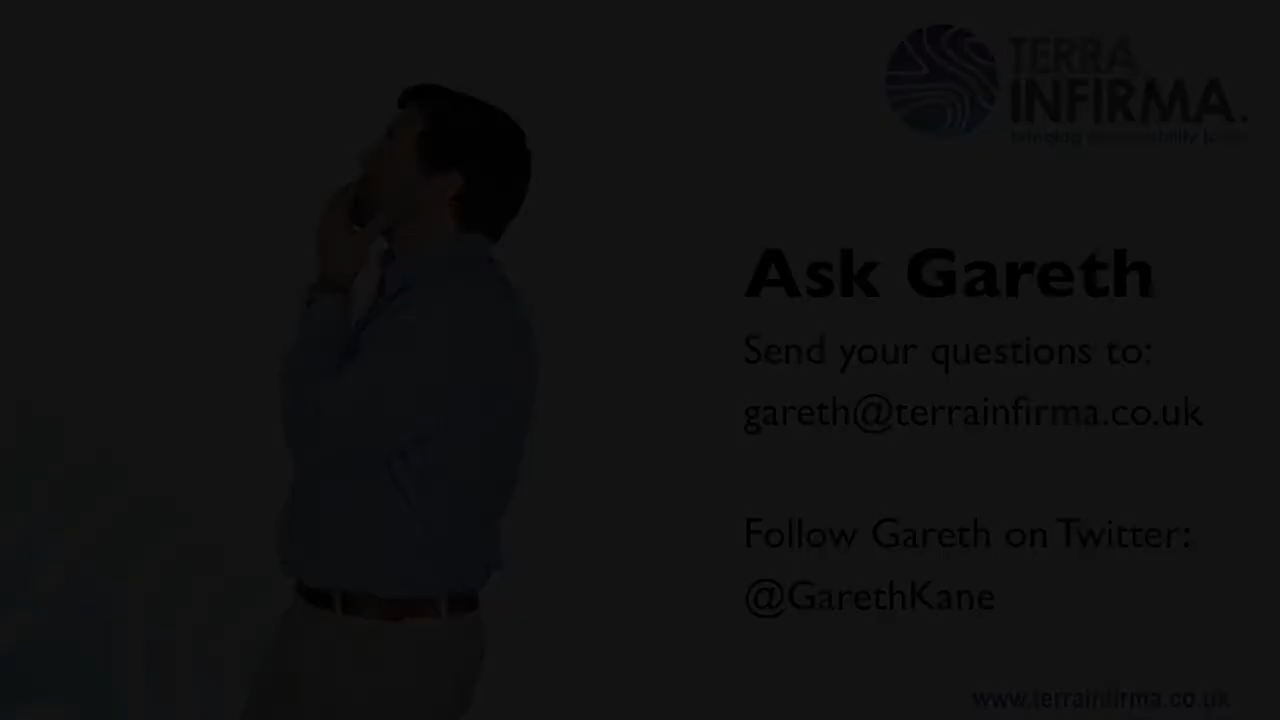 TERRA
INFIRMA.
Ask Gareth
Send your questions to:
gareth@terrainfirma.co.uk
Follow Gareth on Twitter:
@GarethKane
www.terrainfirma.co.uk